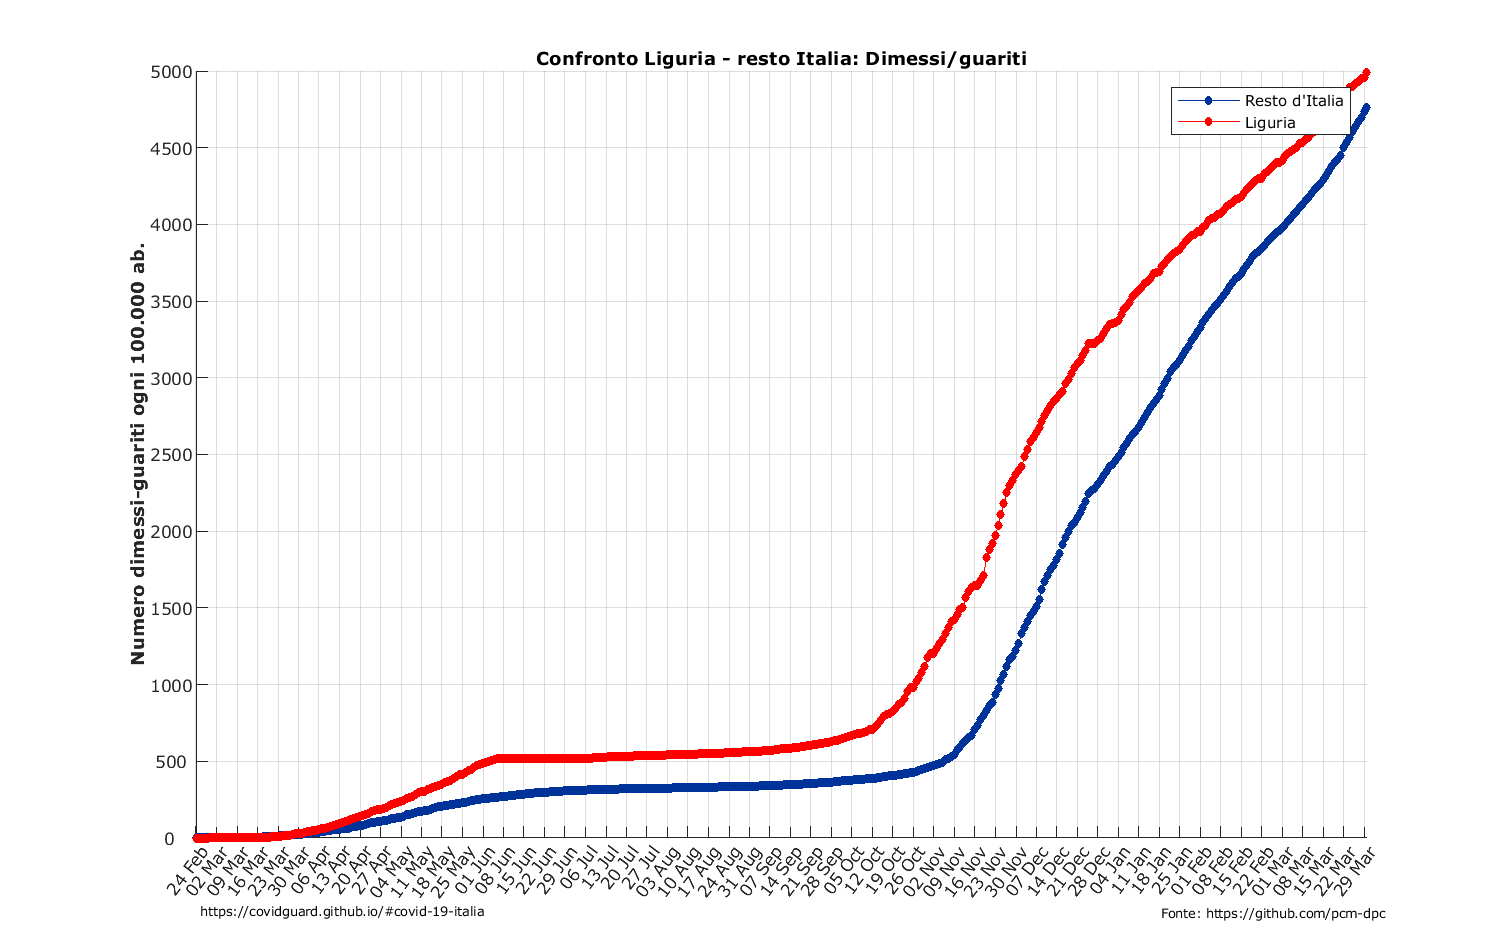 Confronto Liguria - resto Italia: Dimessi/guariti
Numero dimessi-guariti ogni 100.000 ab.
5000
4500
4000
3500
3000
2500
2000
1500
1000
500
0
Resto d'Italia
Liguria
24 Feb
02 Mar
09 Mar
16 Mar
23 Mar
30 Mar
06 Apr
13 Apr
20 Apr
27 Apr
04 May
11 May
18 May
25 May
01 Jun
08 Jun
15 Jun
22 Jun
29 Jun
06 Jul
13 Jul
20 Jul
27 Jul
03 Aug
10 Aug
17 Aug
24 Aug
31 Aug
07 Sep
14 Sep
21 Sep
28 Sep
05 Oct
12 Oct
19 Oct
26 Oct
02 Nov
09 Nov
16 Nov
23 Nov
30 Nov
07 Dec
14 Dec
21 Dec
28 Dec
04 Jan
11 Jan
18 Jan
25 Jan
01 Feb
08 Feb
15 Feb
22 Feb
01 Mar
08 Mar
15 Mar
22 Mar
29 Mar
https://covidguard.github.io/#covid-19-italia
Fonte: https://github.com/pcm-dpc